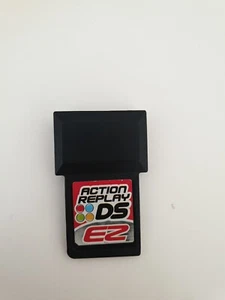 ACTION
REPLAY
DS
EZ